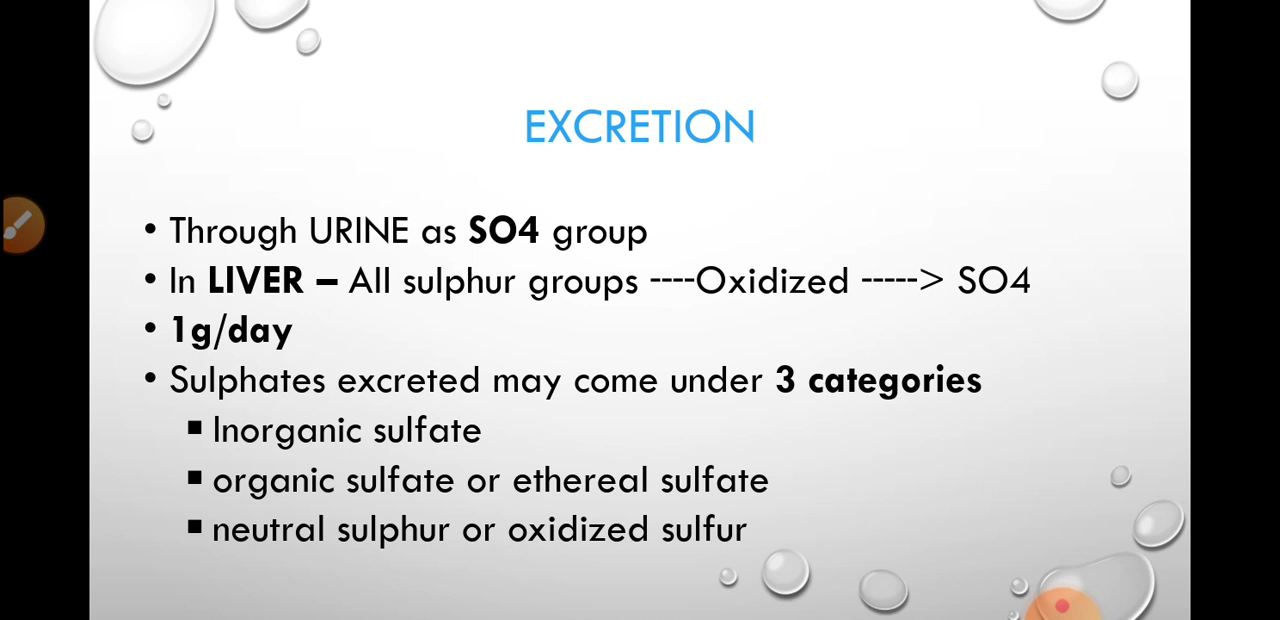 EXCRETION
• Through URINE as SO4 group
• In LIVER – All sulphur groups ----Oxidized -----> SO4
• 1g/day
• Sulphates excreted may come under 3 categories
▪ Inorganic sulfate
▪ organic sulfate or ethereal sulfate
▪ neutral sulphur or oxidized sulfur